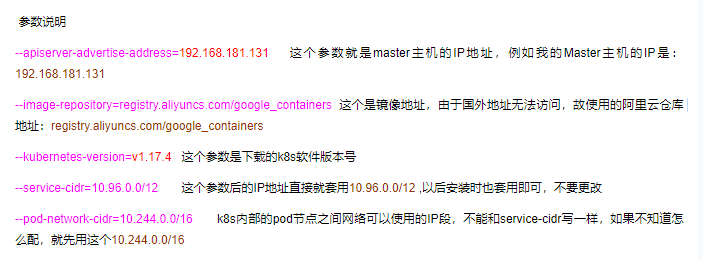 参数说明
--apiserver-advertise-address=192.168.181.131 这个参数就是master主机的IP地址，例如我的Master主机的IP是：
192.168.181.131
--image-repository=registry.aliyuncs.com/google_containers 这个是镜像地址，由于国外地址无法访问，故使用的阿里云仓库
地址：registry.aliyuncs.com/google_containers
--kubernetes-version=v1.17.4 这个参数是下载的k8s软件版本号
--service-cidr=10.96.0.0/12 这个参数后的IP地址直接就套用10.96.0.0/12 ,以后安装时也套用即可，不要更改
--pod-network-cidr=10.244.0.0/16 k8s内部的pod节点之间网络可以使用的IP段，不能和service-cidr写一样，如果不知道怎
么配，就先用这个10.244.0.0/16